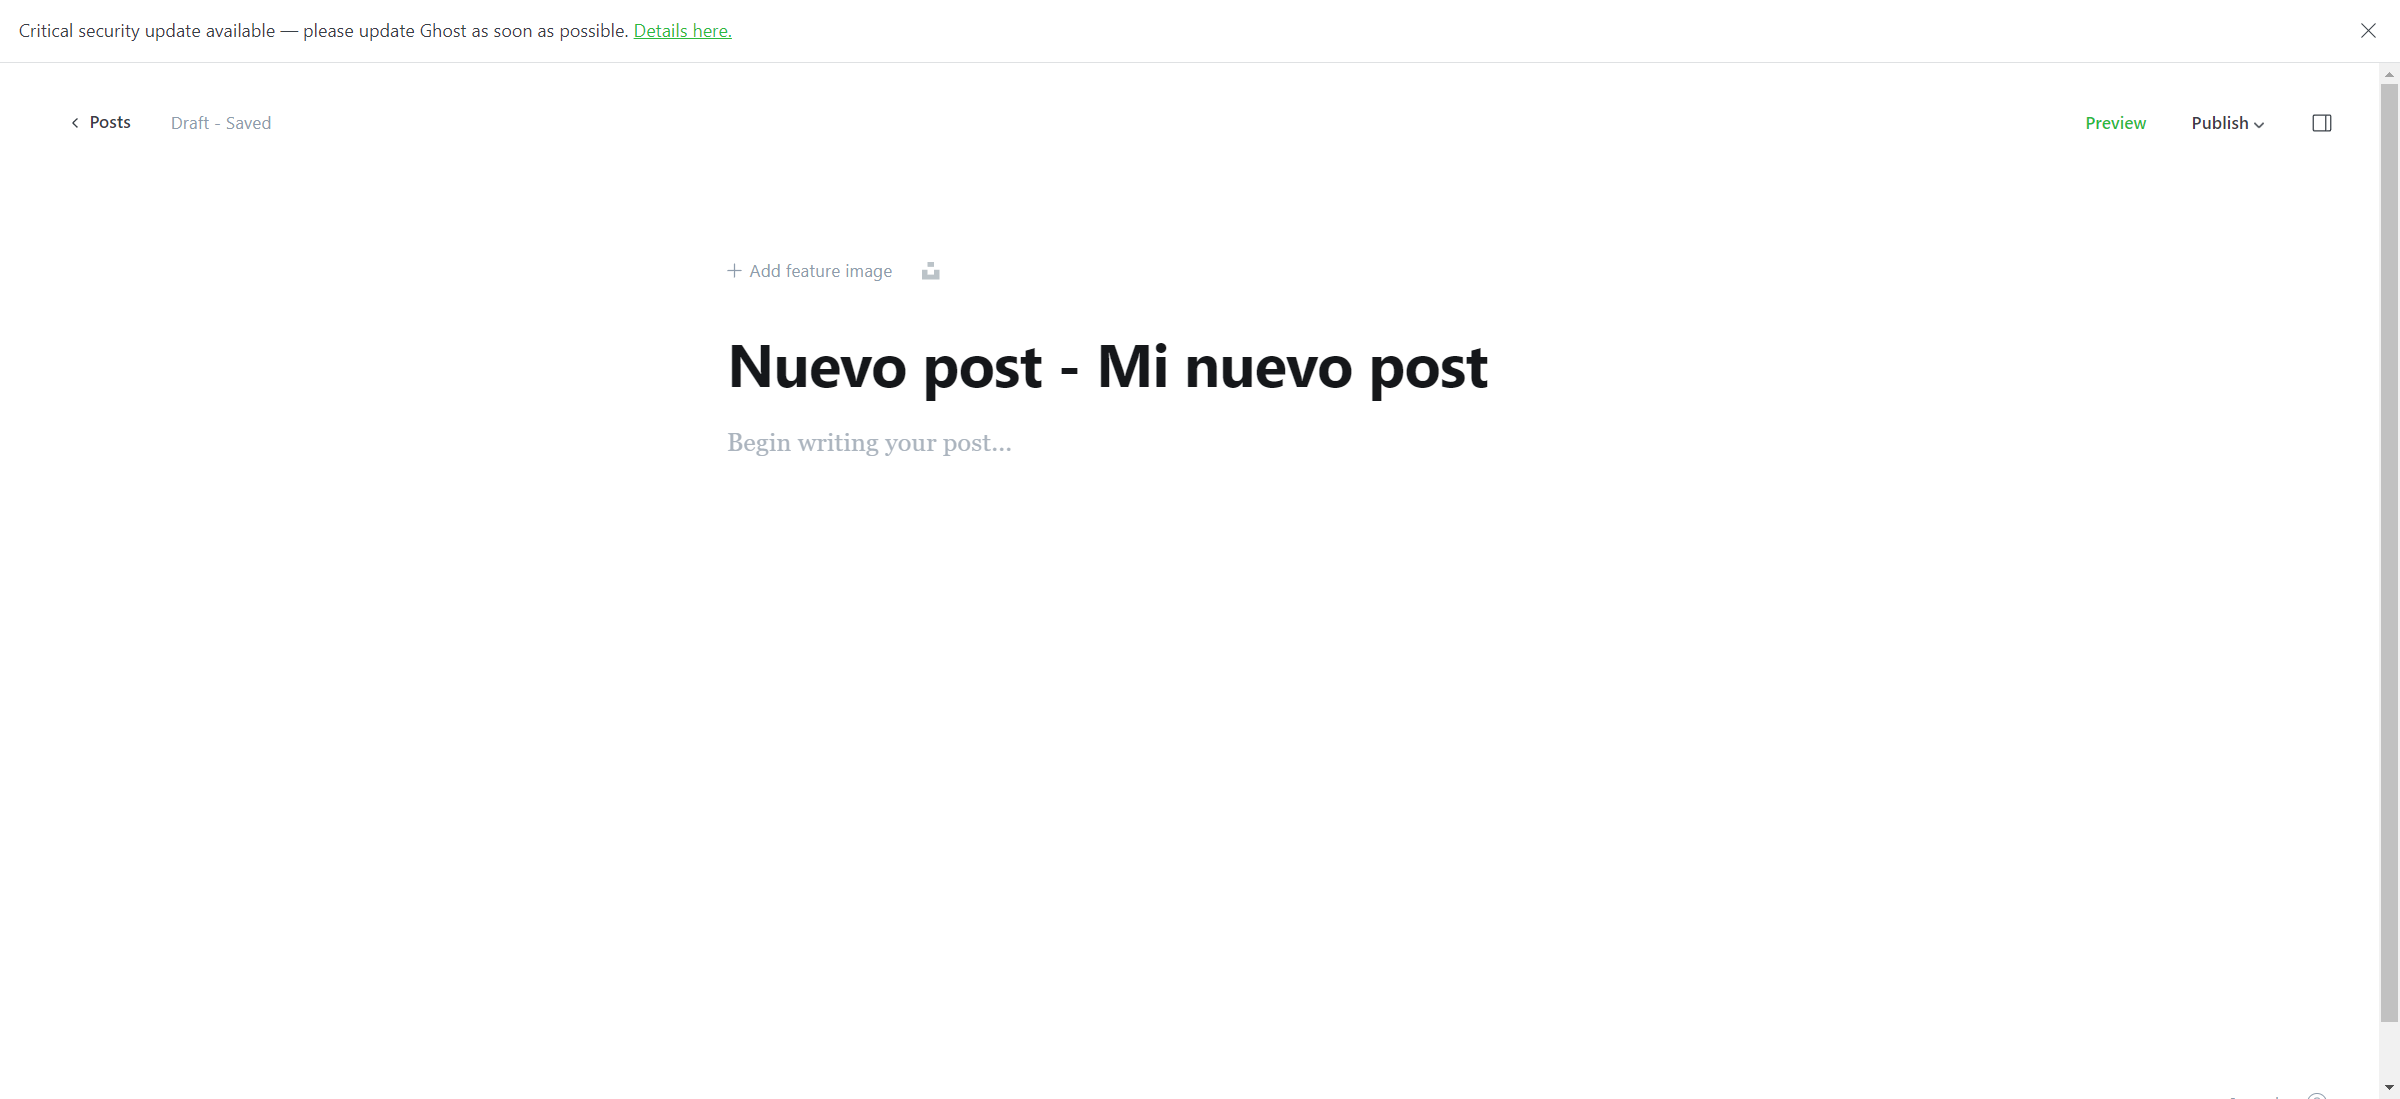 Critical security update available — please update Ghost as soon as possible. Details here.
Posts Draft - Saved Preview Publish
Add feature image
Nuevo post - Mi nuevo post
Begin writing your post...